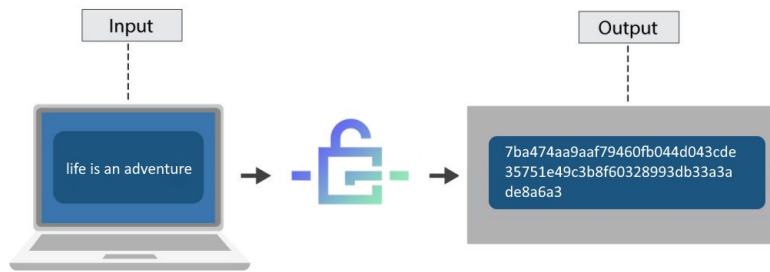 Input
Output
life is an adventure
7ba474aa9aaf79460fb044d043cde
35751e49c3b8f60328993db33a3a
de8a6a3